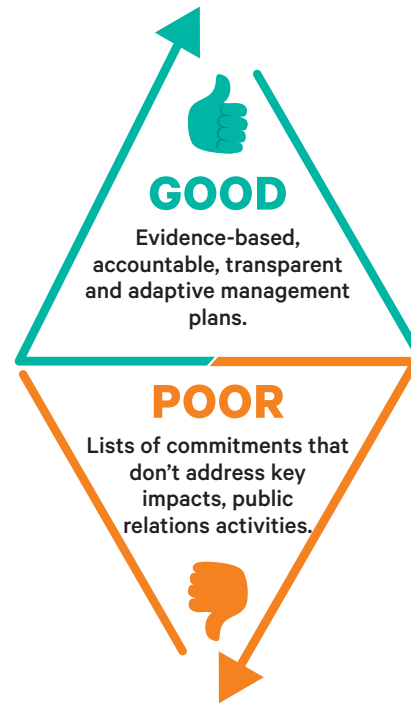 GOOD
Evidence-based,
accountable, transparent
and adaptive management
plans.
POOR
Lists of commitments that
don’t address key
impacts, public
relations activities.